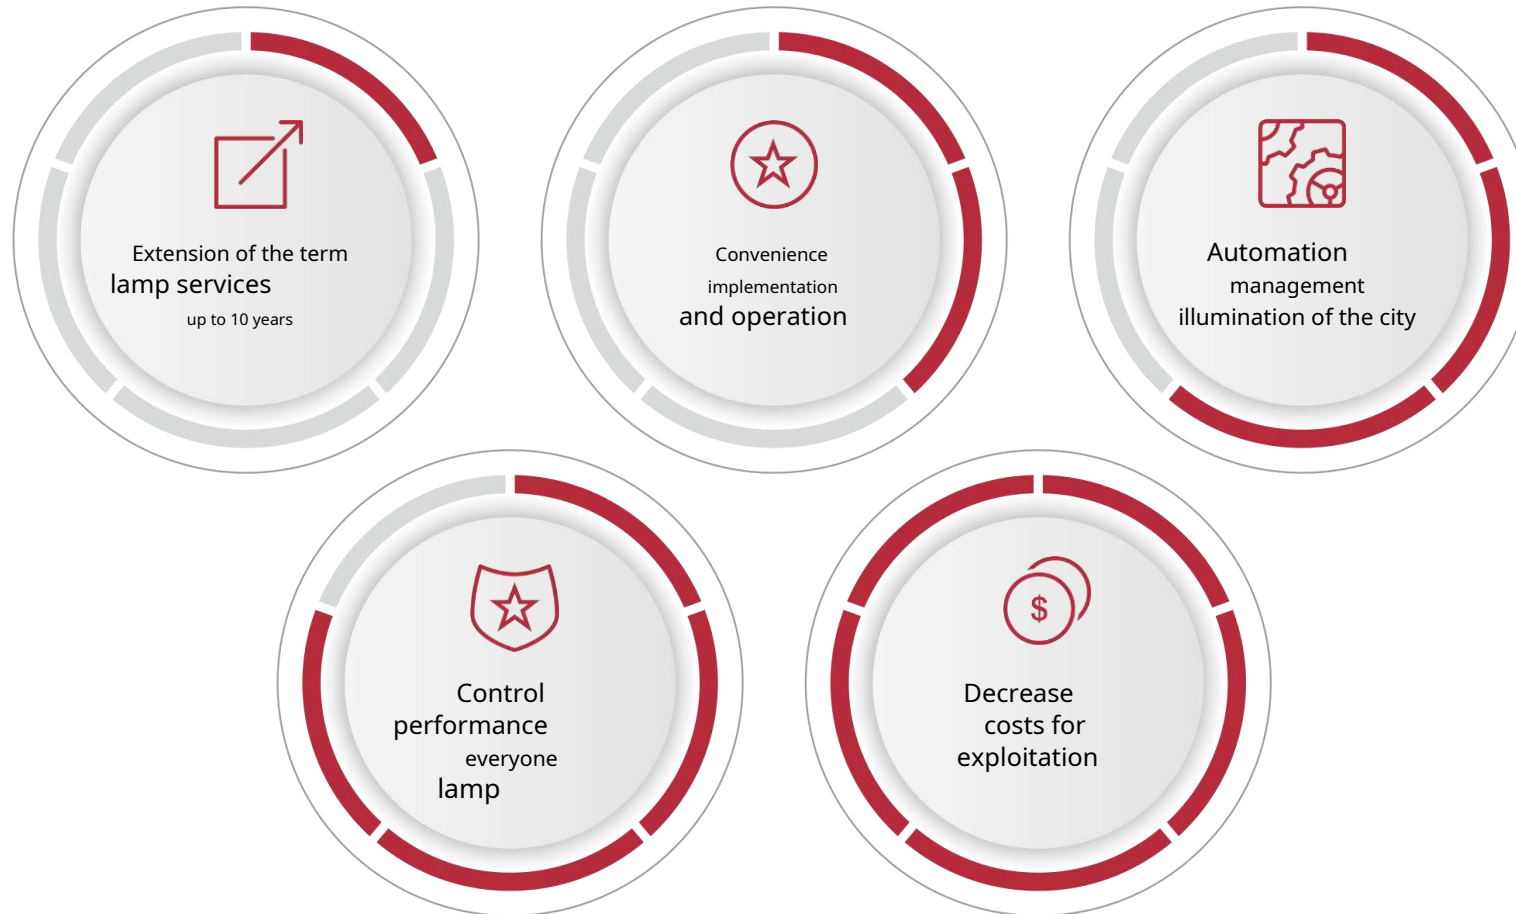 Extension of the term
lamp services
up to 10 years
Convenience
implementation
and operation
Automation
management
illumination of the city
Control
performance
everyone
lamp
$
Decrease
costs for
exploitation